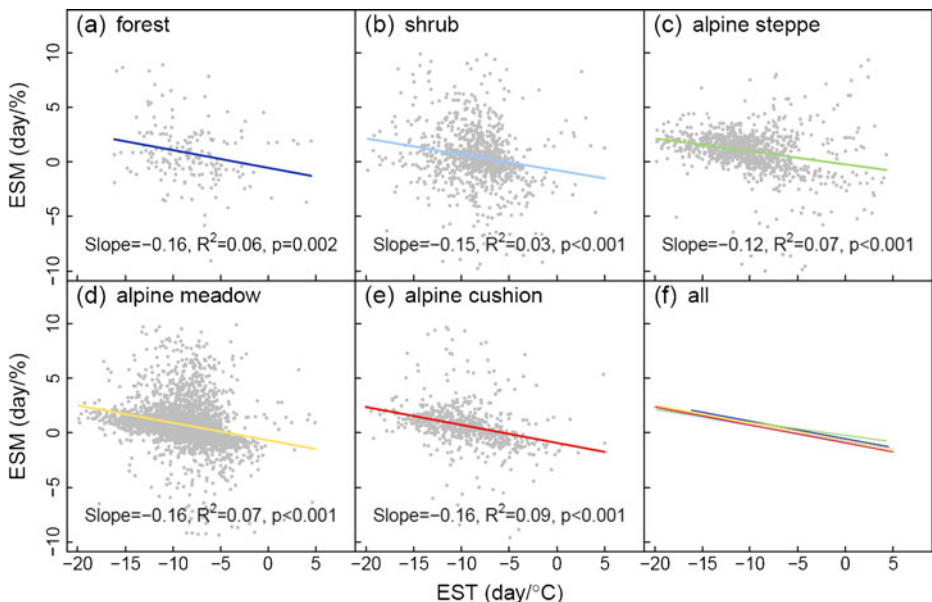 (a) forest
(b) shrub
(c) alpine steppe
10
5
0
−5
−10
ESM (day/%)
Slope=−0.16, R²=0.06, p=0.002
Slope=−0.15, R²=0.03, p<0.001
Slope=−0.12, R²=0.07, p<0.001
(d) alpine meadow
(e) alpine cushion
(f) all
10
5
0
−5
−10
ESM (day/%)
Slope=−0.16, R²=0.07, p<0.001
Slope=−0.16, R²=0.09, p<0.001
−20 −15 −10 −5 0 5
−20 −15 −10 −5 0 5
−20 −15 −10 −5 0 5
EST (day/°C)